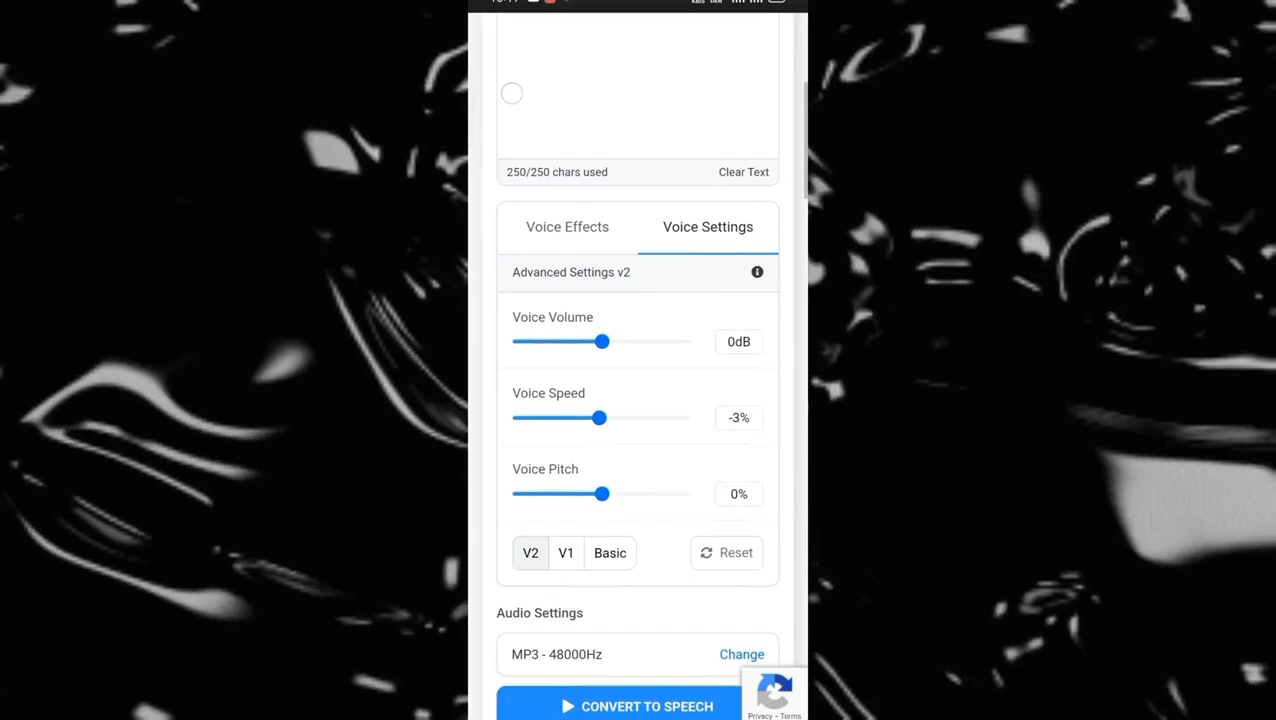 250/250 chars used
Clear Text
Voice Effects
Voice Settings
Advanced Settings v2
Voice Volume
0dB
Voice Speed
-3%
Voice Pitch
0%
V2
V1
Basic
Reset
Audio Settings
MP3 - 48000Hz
Change
CONVERT TO SPEECH
Privacy - Terms